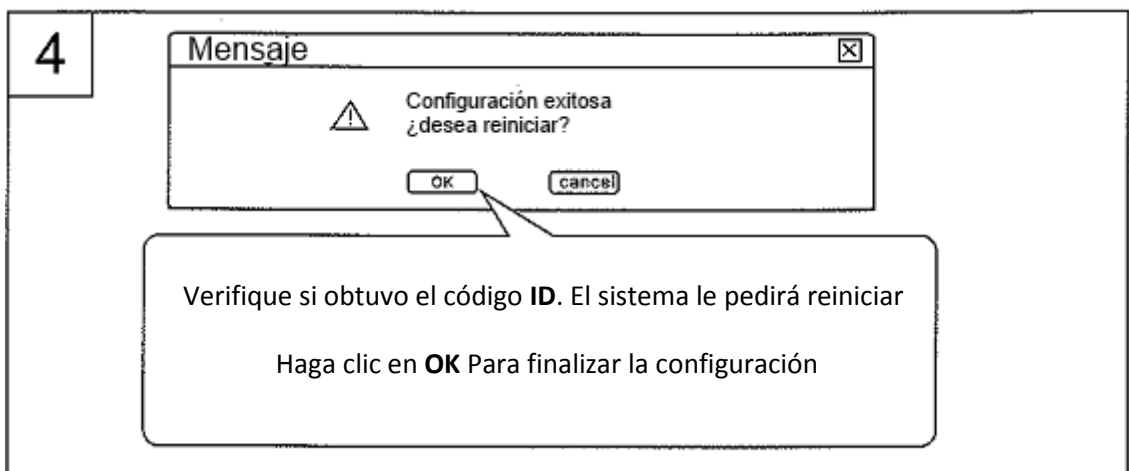 4
Mensaje
Configuración exitosa
¿desea reiniciar?
OK
cancel
Verifique si obtuvo el código ID. El sistema le pedirá reiniciar
Haga clic en OK Para finalizar la configuración